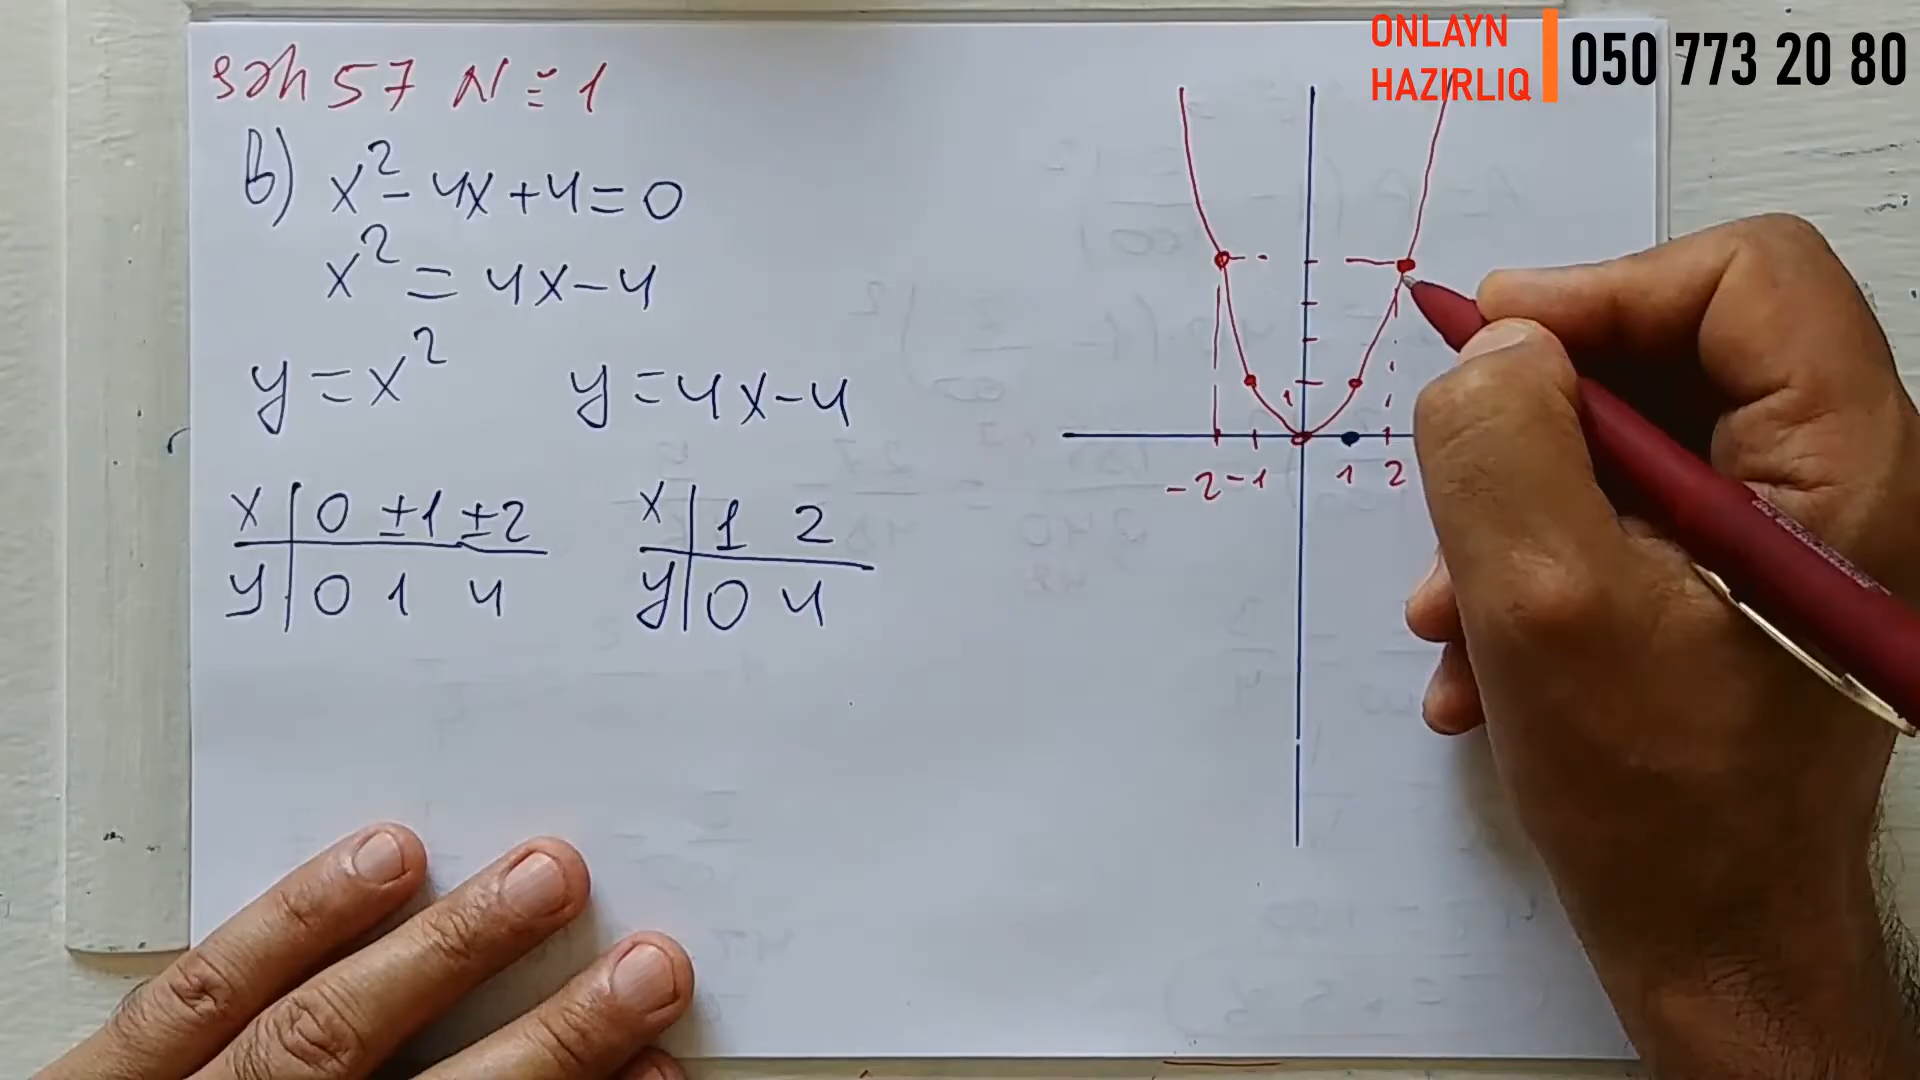 ONLAYN
HAZIRLIQ
050 773 20 80
səh 57 № 1
b) x² - 4x + 4 = 0
x² = 4x - 4
y = x² y = 4x - 4
x | 0 ±1 ±2
y | 0 1 4
x | 1 2
y | 0 4
1
-2 -1 1 2